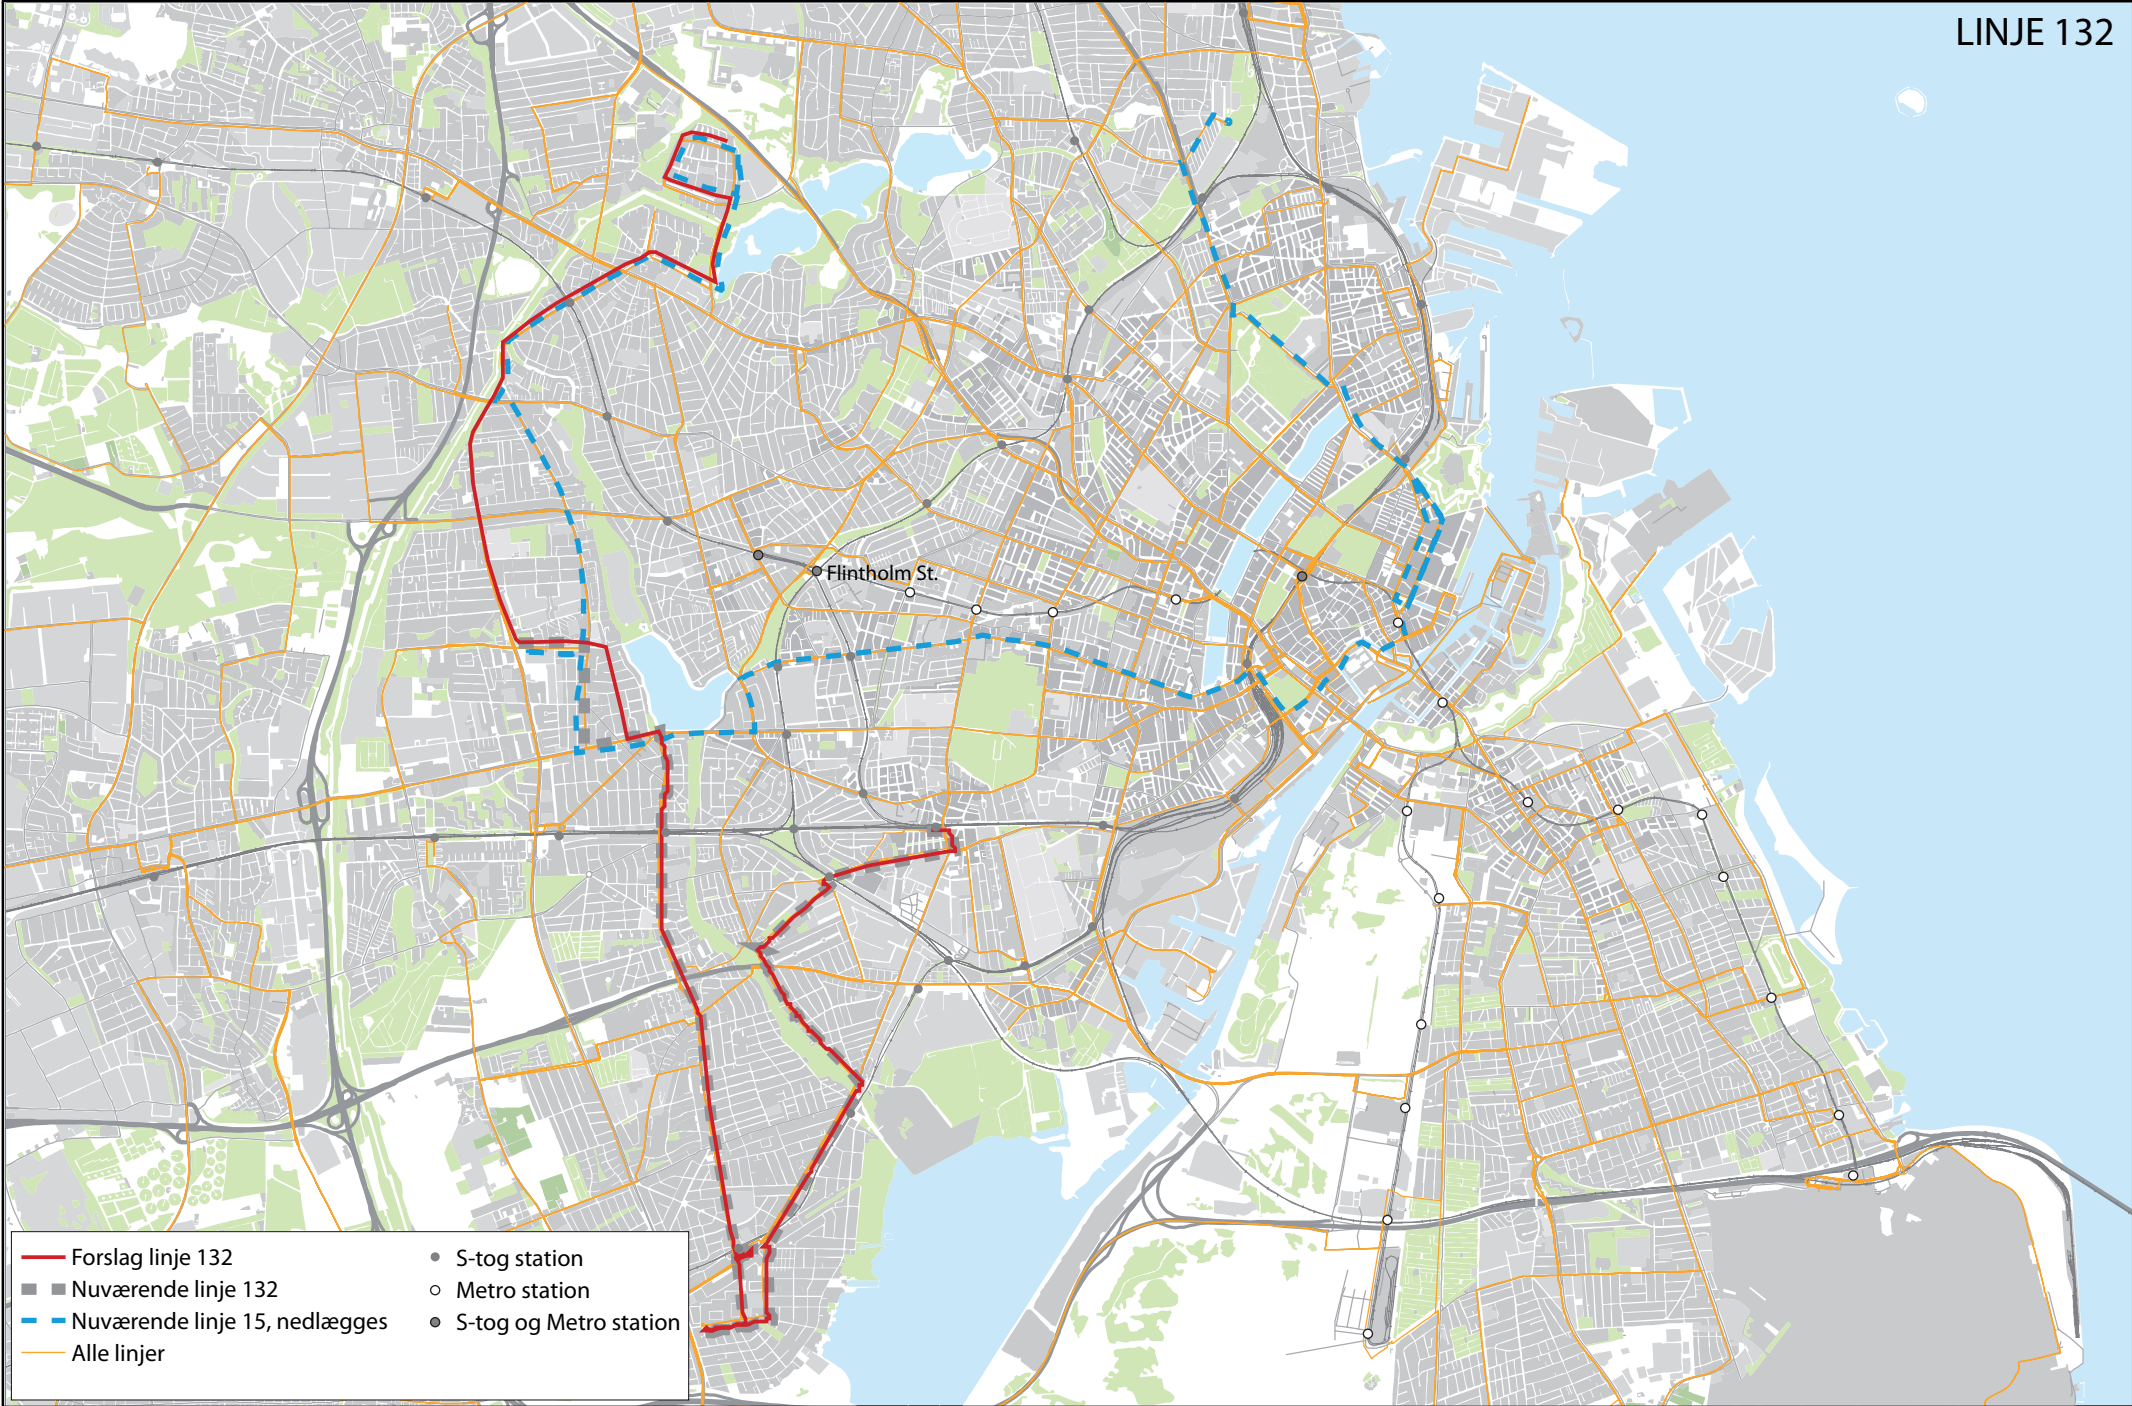 LINJE 132
Flintholm St.
Forslag linje 132
Nuværende linje 132
Nuværende linje 15, nedlægges
Alle linjer
S-tog station
Metro station
S-tog og Metro station